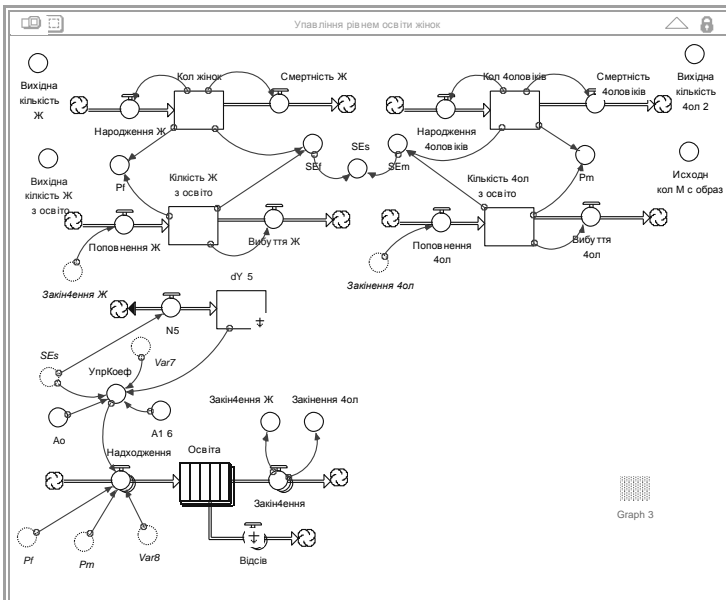 Упавління рівнем освіти жінок
Вихідна
кількість
Ж
Кол жінок
Смертність Ж
Народження Ж
Кол 4оловіків
Смертність
4оловіків
Народження
4оловіків
Вихідна
кількість
4ол 2
Pf
SEf
SEs
SEm
Pm
Исходн
кол М с образ
Вихідна
кілкість Ж
з освіто
Кілкість Ж
з освіто
Поповнення Ж
Вибуття Ж
Закін4ення Ж
Кількість 4ол
з освіто
Поповнення
4ол
Вибуття
4ол
Закінення 4ол
dY 5
N5
SEs
УпрКоеф
Var7
Ao
A1 6
Закін4ення Ж
Закінення 4ол
Надходження
Освіта
Закін4ення
Pf
Pm
Var8
Відсів
Graph 3